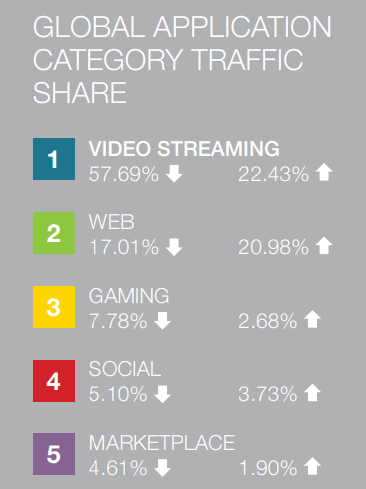 GLOBAL APPLICATION
CATEGORY TRAFFIC
SHARE
1 VIDEO STREAMING
57.69% 22.43%
2 WEB
17.01% 20.98%
3 GAMING
7.78% 2.68%
4 SOCIAL
5.10% 3.73%
5 MARKETPLACE
4.61% 1.90%